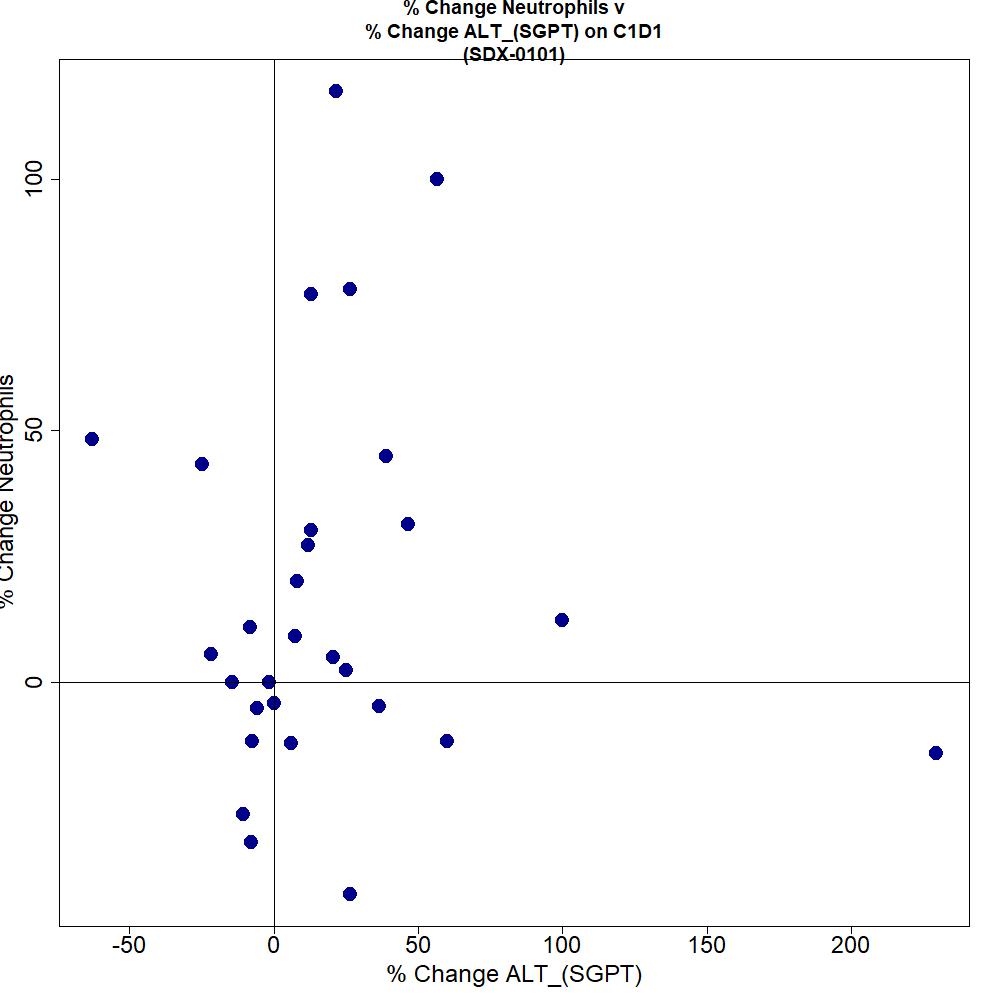 % Change Neutrophils v
% Change ALT_(SGPT) on C1D1
(SDX-0101)
% Change Neutrophils
100
50
0
-50 0 50 100 150 200
% Change ALT_(SGPT)